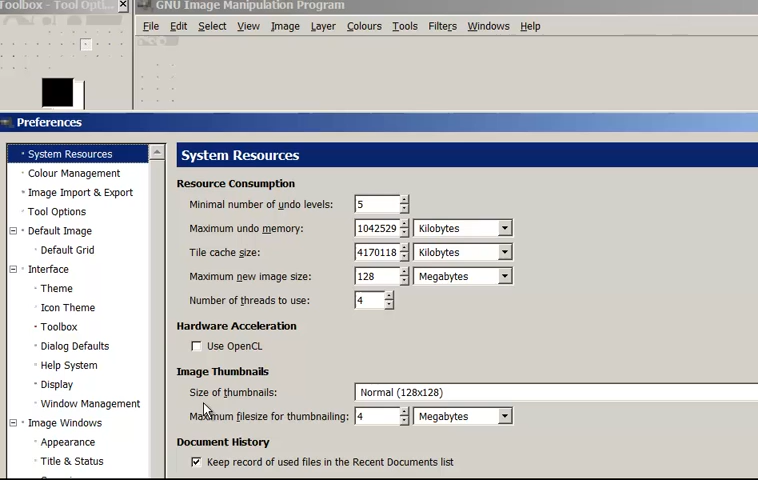 Toolbox - Tool Opti...
GNU Image Manipulation Program
File Edit Select View Image Layer Colours Tools Filters Windows Help
Preferences
System Resources
Colour Management
Image Import & Export
Tool Options
Default Image
Default Grid
Interface
Theme
Icon Theme
Toolbox
Dialog Defaults
Help System
Display
Window Management
Image Windows
Appearance
Title & Status
System Resources
Resource Consumption
Minimal number of undo levels: 5
Maximum undo memory: 1042529 Kilobytes
Tile cache size: 4170118 Kilobytes
Maximum new image size: 128 Megabytes
Number of threads to use: 4
Hardware Acceleration
Use OpenCL
Image Thumbnails
Size of thumbnails: Normal (128x128)
Maximum filesize for thumbnailing: 4 Megabytes
Document History
Keep record of used files in the Recent Documents list